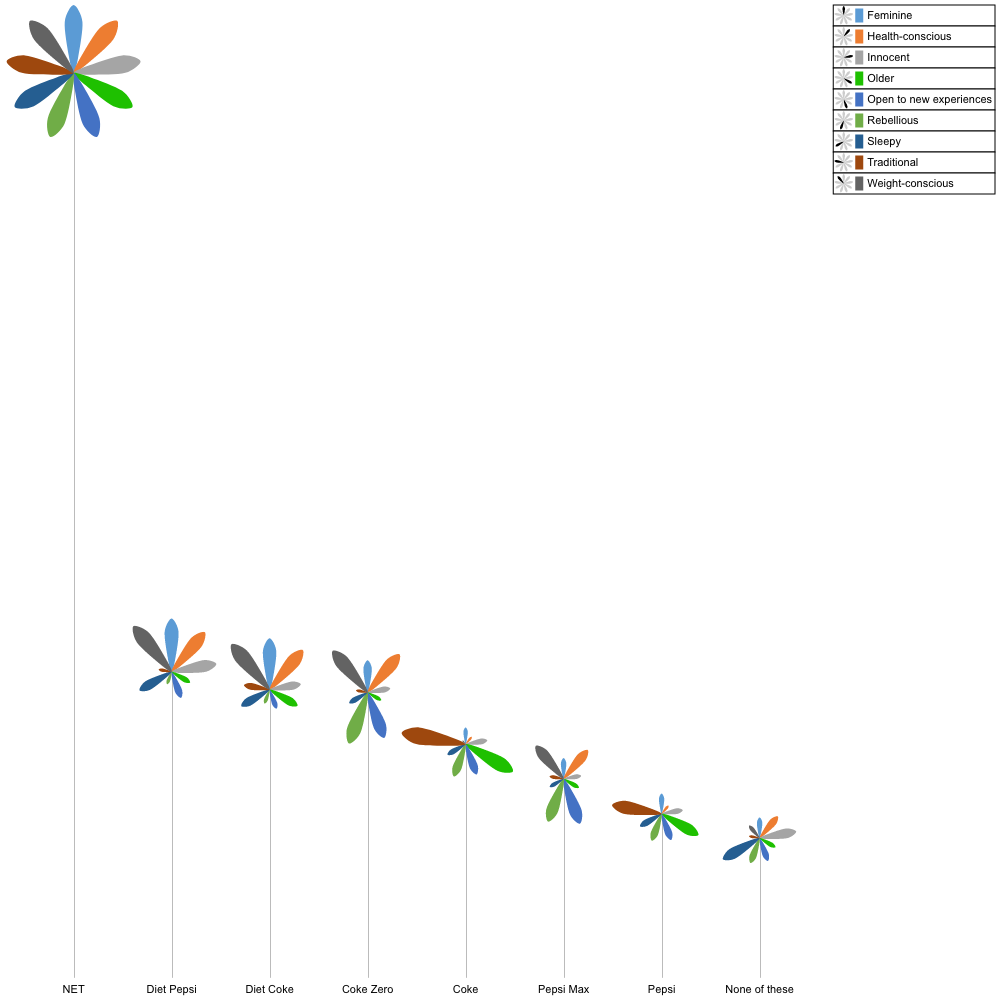 Feminine
Health-conscious
Innocent
Older
Open to new experiences
Rebellious
Sleepy
Traditional
Weight-conscious
NET Diet Pepsi Diet Coke Coke Zero Coke Pepsi Max Pepsi None of these